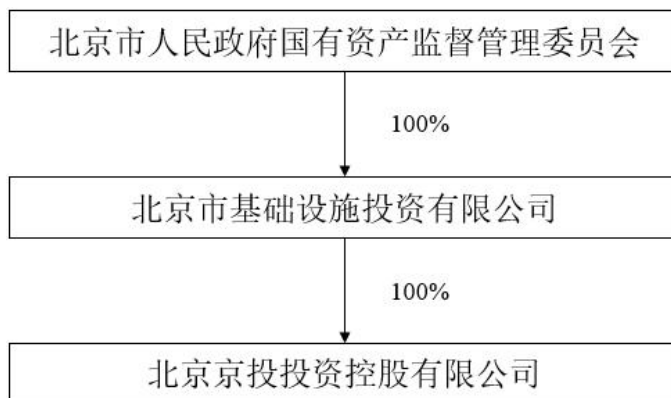 北京市人民政府国有资产监督管理委员会
100%
北京市基础设施投资有限公司
100%
北京京投投资控股有限公司